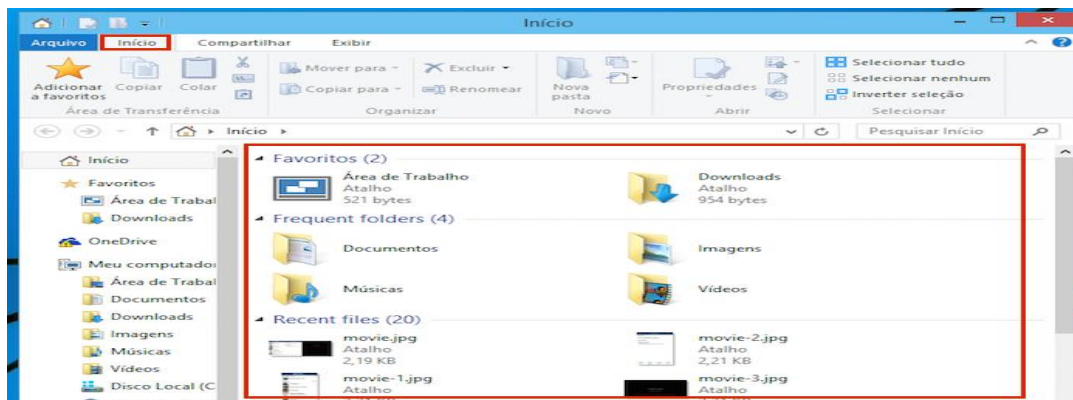 Início
Arquivo Início Compartilhar Exibir
Adicionar a favoritos
Copiar
Colar
Mover para
Copiar para
Excluir
Renomear
Nova pasta
Propriedades
Selecionar tudo
Selecionar nenhum
Inverter seleção
Área de Transferência Organizar Novo Abrir Selecionar
Início Pesquisar Início
Início
Favoritos
Área de Trabal
Downloads
OneDrive
Meu computado
Área de Trabal
Documentos
Downloads
Imagens
Músicas
Vídeos
Disco Local (C
Favoritos (2)
Área de Trabalho
Atalho
521 bytes
Downloads
Atalho
954 bytes
Frequent folders (4)
Documentos
Imagens
Músicas
Vídeos
Recent files (20)
movie.jpg
Atalho
2,19 KB
movie-2.jpg
Atalho
2,21 KB
movie-1.jpg
Atalho
movie-3.jpg
Atalho